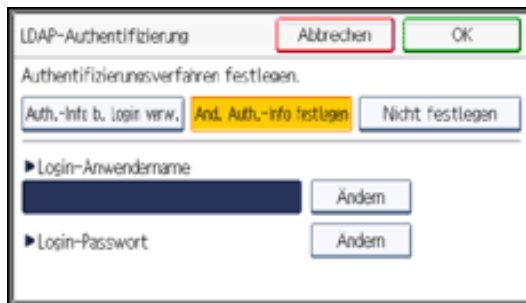 LDAP-Authentifizierung
Abbrechen
OK
Authentifizierungsverfahren festlegen.
Auth.-Info b. Login verw.
And. Auth.-Info festlegen
Nicht festlegen
►Login-Anwendername
Ändern
►Login-Passwort
Ändern